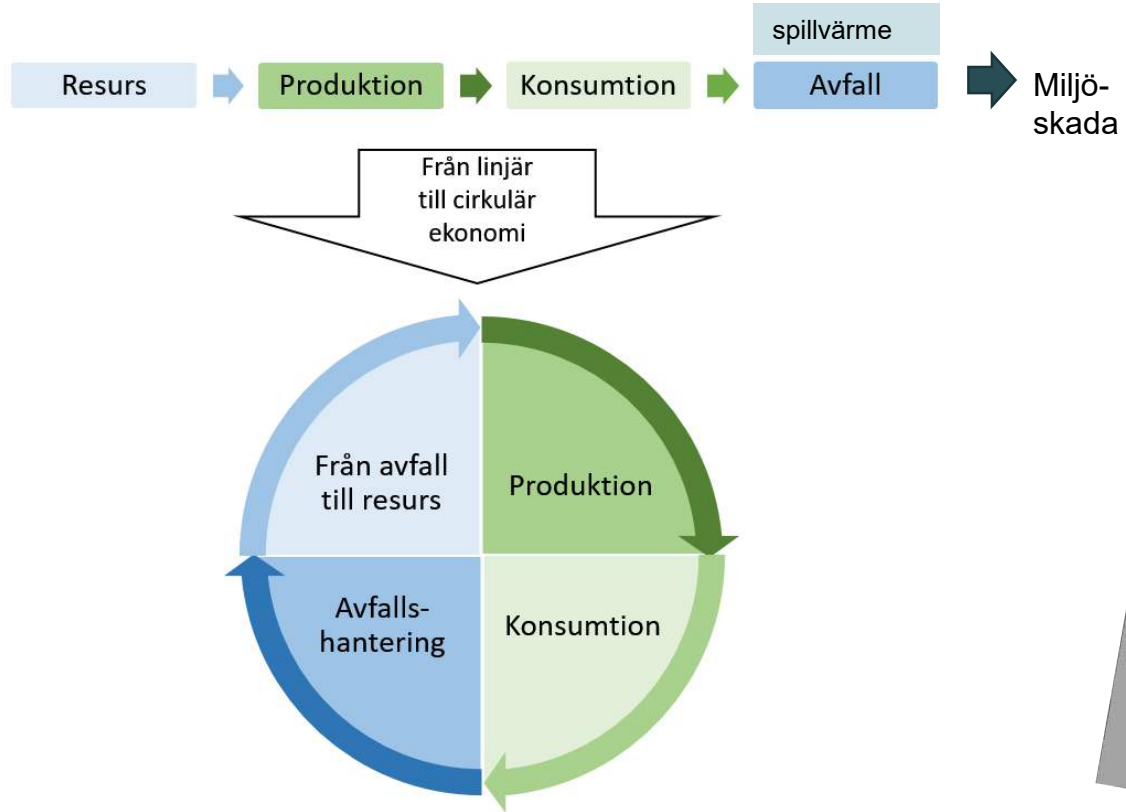 spillvärme
Resurs
Produktion
Konsumtion
Avfall
Miljö-
skada
Från linjär
till cirkulär
ekonomi
Från avfall
till resurs
Produktion
Avfalls-
hantering
Konsumtion